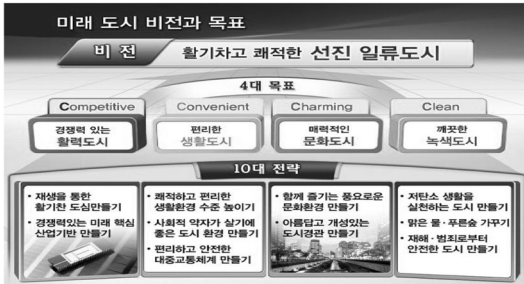 미래 도시 비전과 목표
비 전 활기차고 쾌적한 선진 일류도시
4대 목표
Competitive Convenient Charming Clean
경쟁력 있는 편리한 매력적인 깨끗한
활력도시 생활도시 문화도시 녹색도시
10대 전략
• 재생을 통한
활기찬 도심만들기
• 경쟁력있는 미래 핵심
산업기반 만들기
• 쾌적하고 편리한
생활환경 수준 높이기
• 사회적 약자가 살기에
좋은 도시 환경 만들기
• 편리하고 안전한
대중교통체계 만들기
• 함께 즐기는 풍요로운
문화환경 만들기
• 아름답고 개성있는
도시경관 만들기
• 저탄소 생활을
실천하는 도시 만들기
• 맑은 물·푸른숲 가꾸기
• 재해·범죄로부터
안전한 도시 만들기